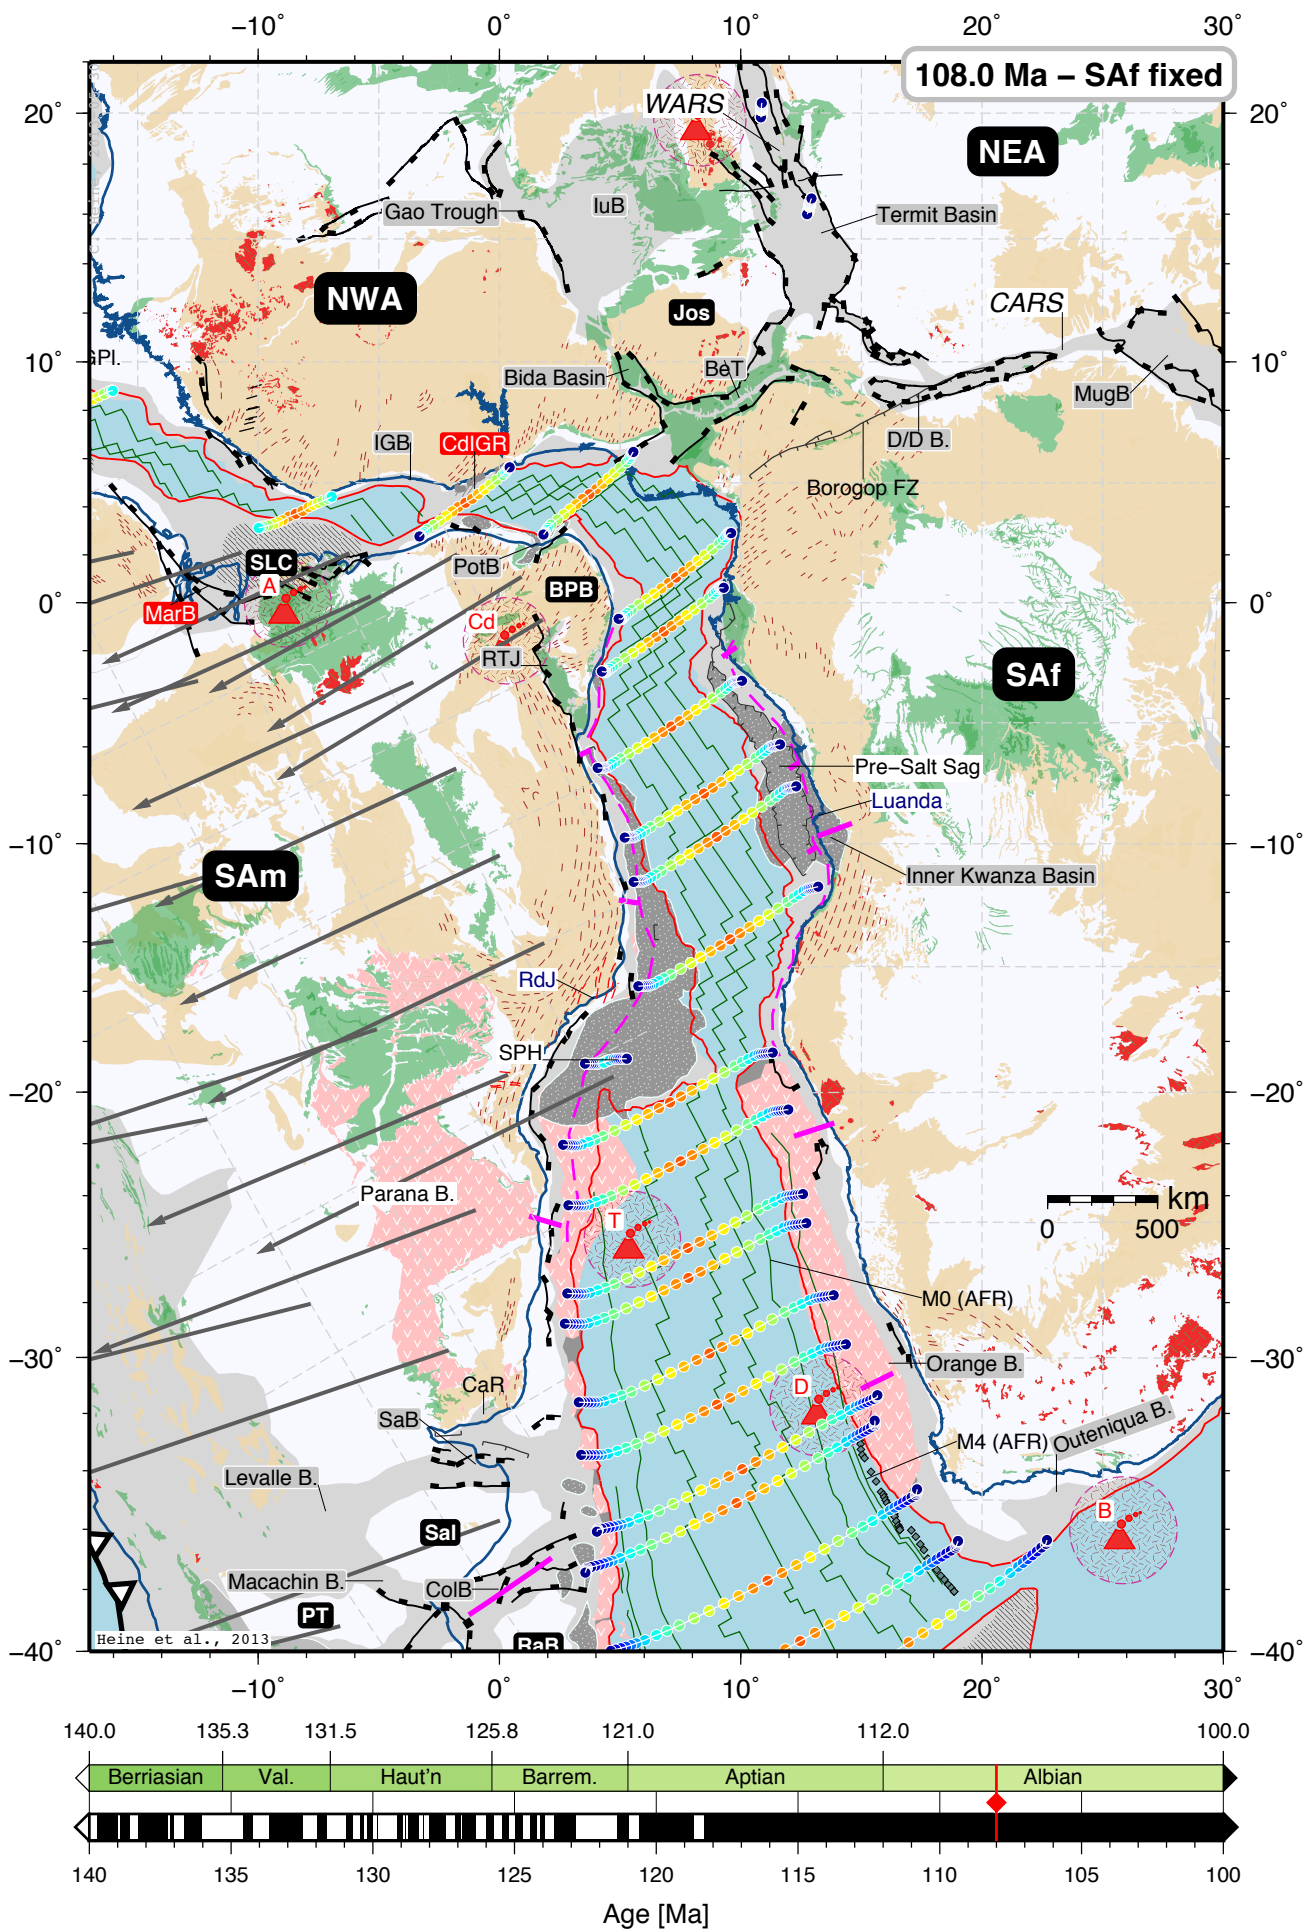 −10° 0° 10° 20° 30°
108.0 Ma − SAf fixed
20° WARS NEA 20°
Gao Trough IuB Termit Basin
NWA Jos CARS
GPl. 10° Bida Basin BeT MugB 10°
IGB CdIGR D/D B.
Borogop FZ
SLC PotB BPB
A
0° MarB Cd 0°
RTJ SAf
Pre−Salt Sag
Luanda
−10° SAm Inner Kwanza Basin −10°
RdJ
SPH
−20° −20°
Parana B. km
T 0 500
M0 (AFR)
−30° Orange B. −30°
CaR D
SaB M4 (AFR) Outeniqua B.
Levalle B.
Sal B
Macachin B. ColB
PT
Heine et al., 2013 RaB
−40° −40°
−10° 0° 10° 20° 30°
140.0 135.3 131.5 125.8 121.0 112.0 100.0
Berriasian Val. Haut'n Barrem. Aptian Albian
140 135 130 125 120 115 110 105 100
Age [Ma]